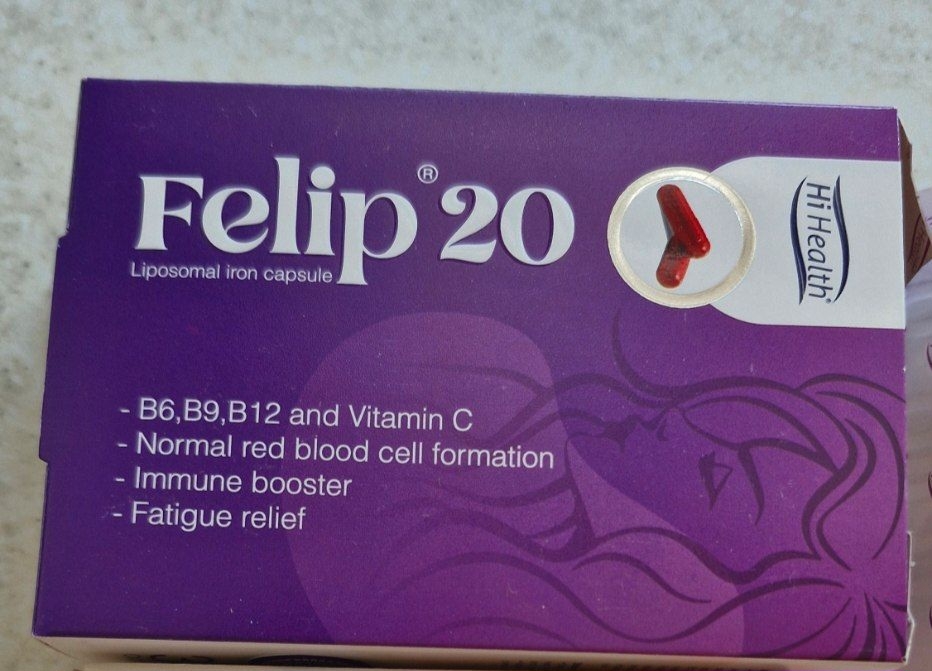 Felip® 20
Liposomal iron capsule
Hi Health®
- B6,B9,B12 and Vitamin C
- Normal red blood cell formation
- Immune booster
- Fatigue relief